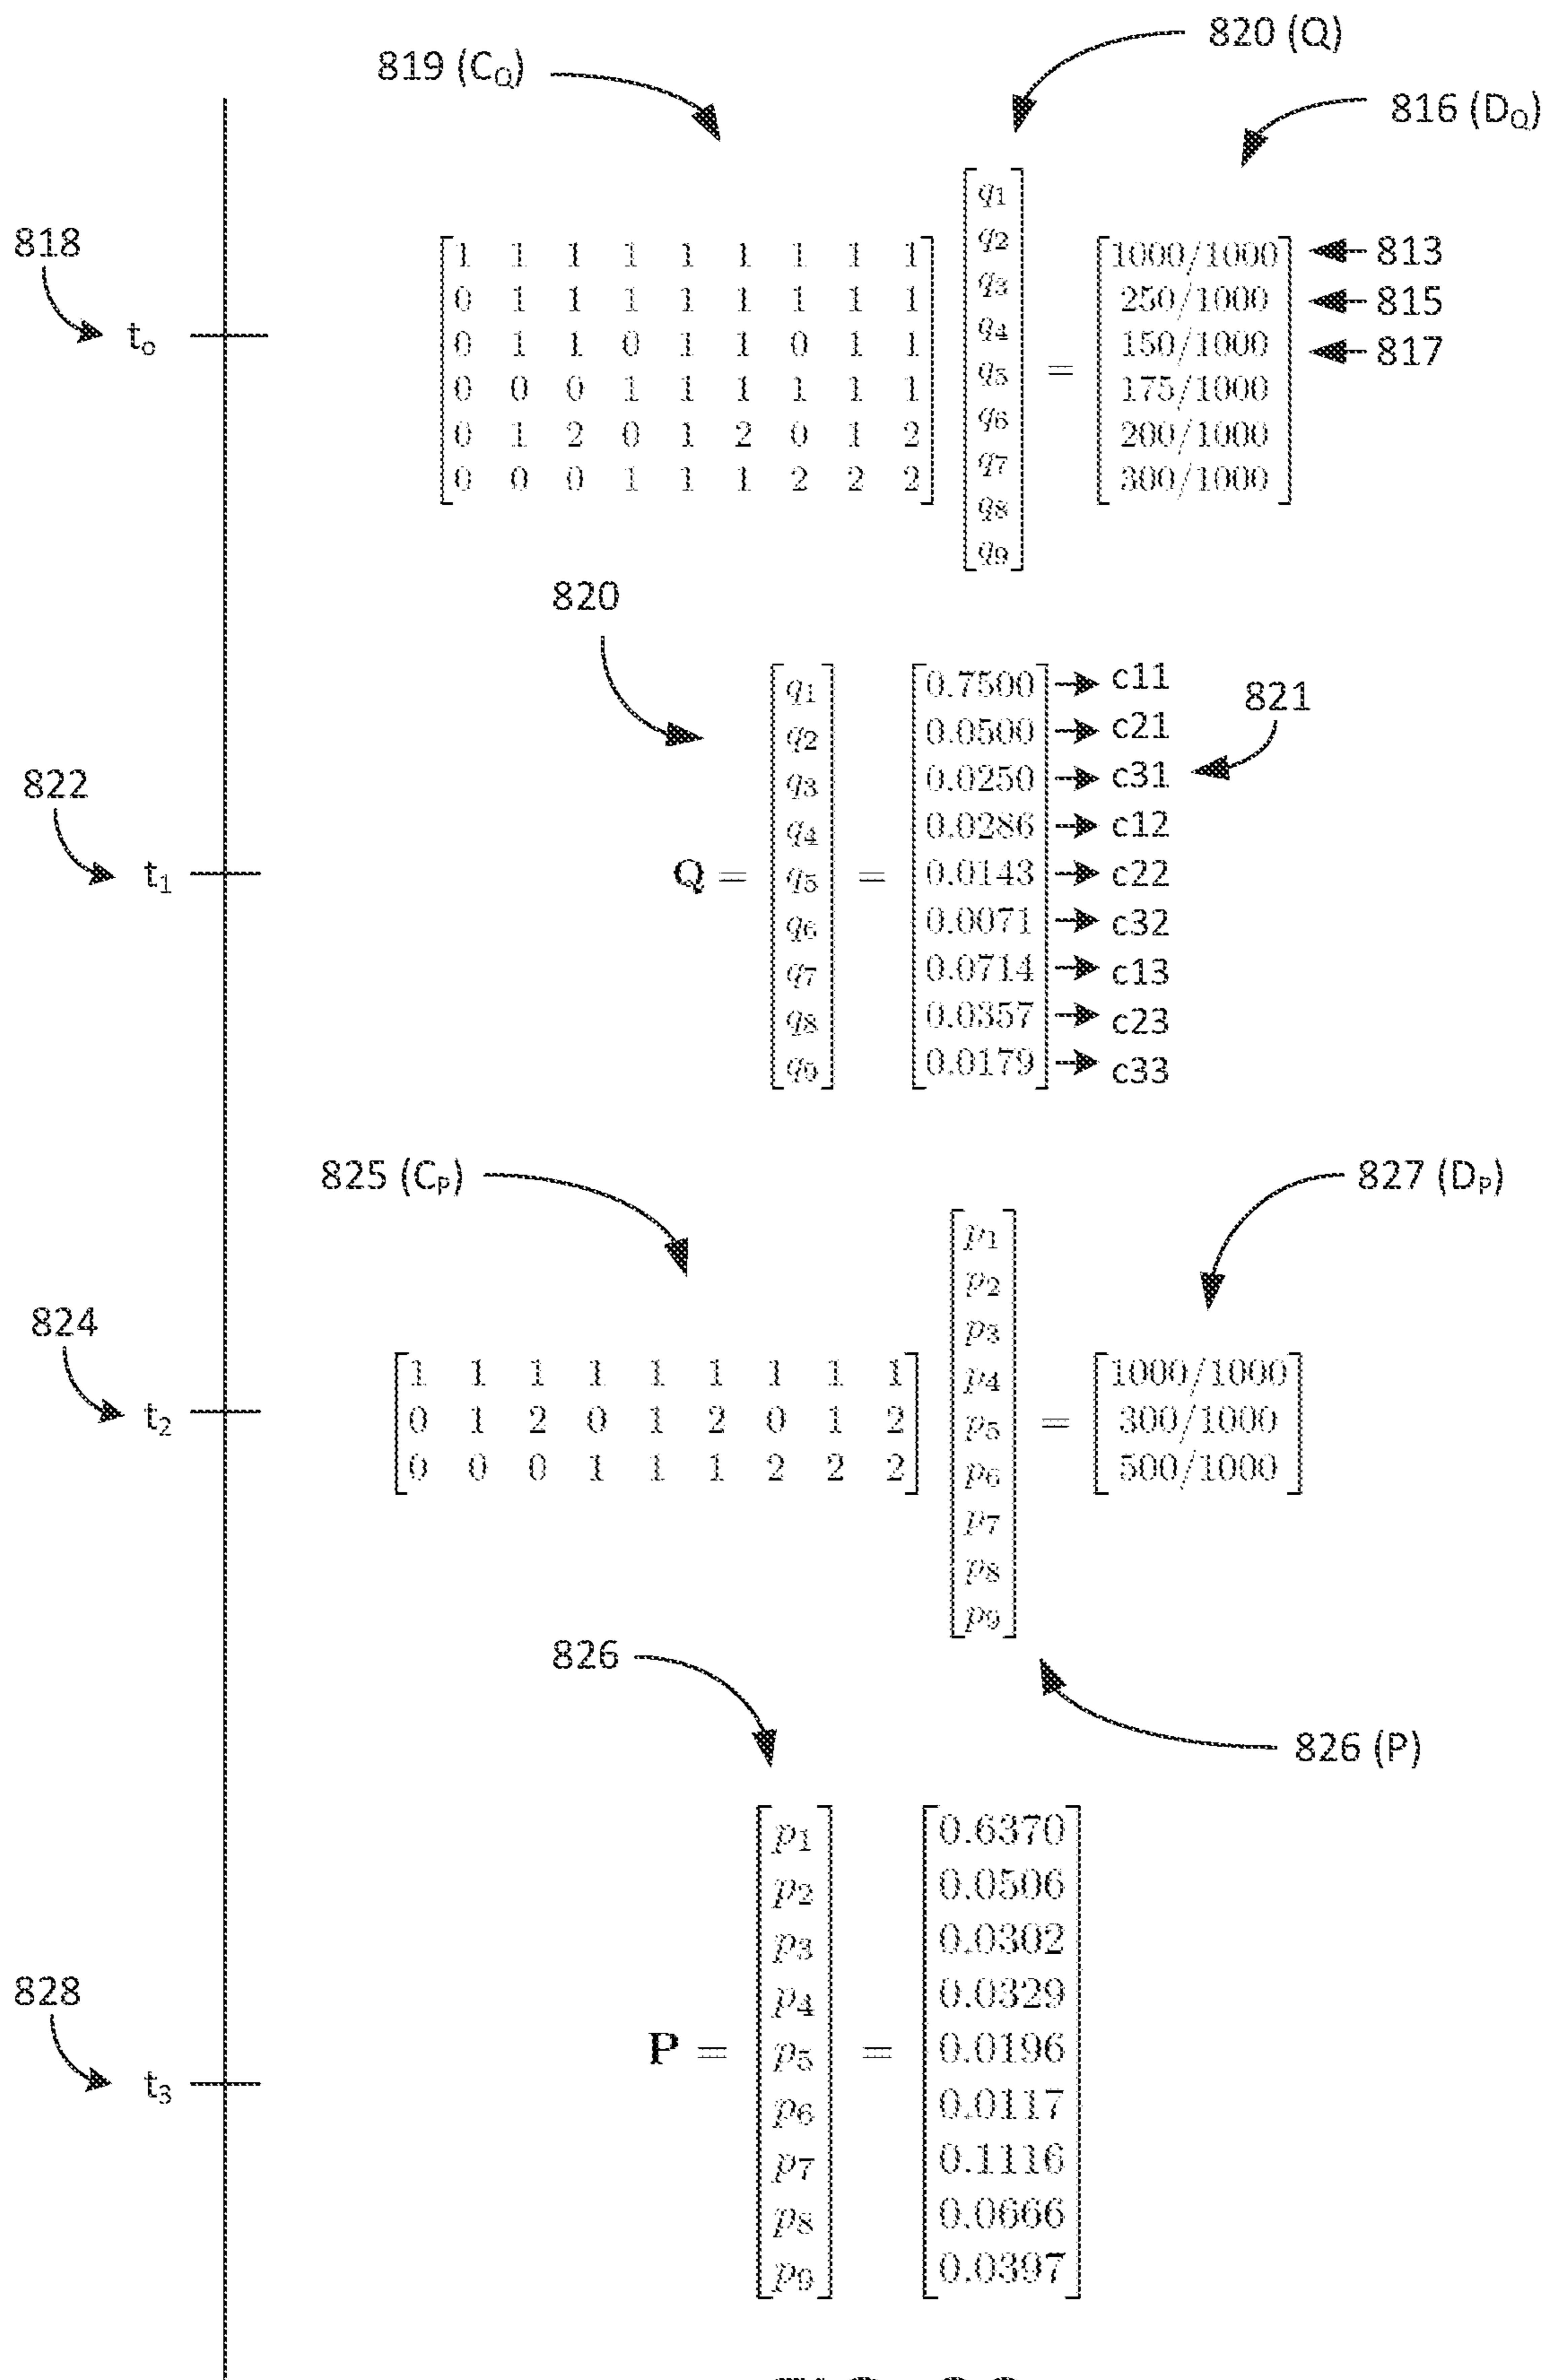 820 (Q)
819 (CQ)
816 (DQ)
818
to
1 1 1 1 1 1 1 1 1
0 1 1 1 1 1 1 1 1
0 1 1 0 1 1 0 1 1
0 0 0 1 1 1 1 1 1
0 1 2 0 1 2 0 1 2
0 0 0 1 1 1 2 2 2
q1
q2
q3
q4
q5
q6
q7
q8
q9
=
1000/1000 813
250/1000 815
150/1000 817
175/1000
200/1000
300/1000
820
822
t1
Q =
q1
q2
q3
q4
q5
q6
q7
q8
q9
=
0.7500 c11
0.0500 c21
0.0250 c31
0.0286 c12
0.0143 c22
0.0071 c32
0.0714 c13
0.0357 c23
0.0179 c33
821
825 (CP)
827 (DP)
824
t2
1 1 1 1 1 1 1 1 1
0 1 2 0 1 2 0 1 2
0 0 0 1 1 1 2 2 2
p1
p2
p3
p4
p5
p6
p7
p8
p9
=
1000/1000
300/1000
500/1000
826
826 (P)
828
t3
P =
p1
p2
p3
p4
p5
p6
p7
p8
p9
=
0.6370
0.0506
0.0302
0.0329
0.0196
0.0117
0.1116
0.0666
0.0397